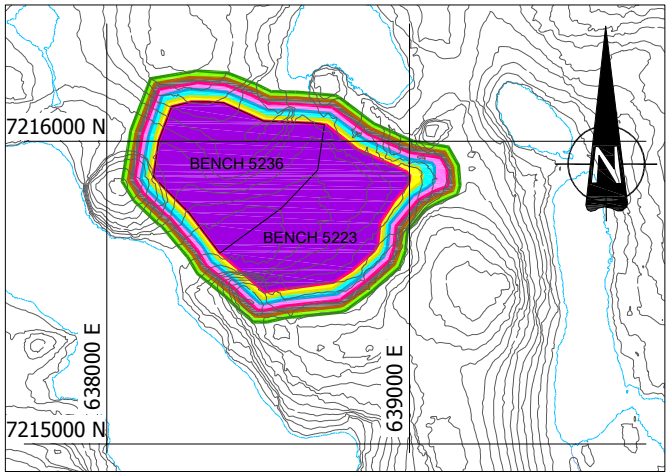 7216000 N
BENCH 5236
N
BENCH 5223
638000 E
639000 E
7215000 N